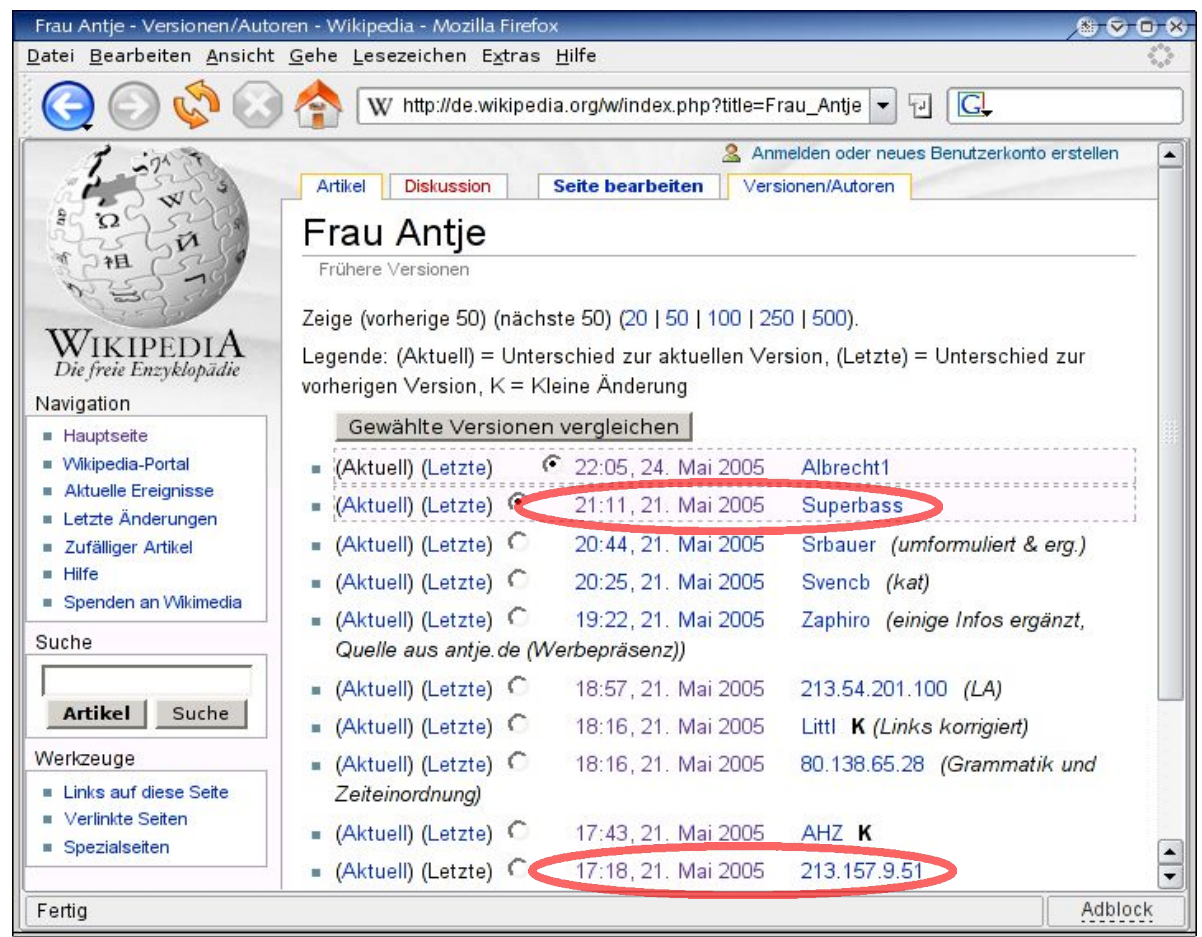 Frau Antje - Versionen/Autoren - Wikipedia - Mozilla Firefox
Datei Bearbeiten Ansicht Gehe Lesezeichen Extras Hilfe
W http://de.wikipedia.org/w/index.php?title=Frau_Antje G
Anmelden oder neues Benutzerkonto erstellen
Artikel Diskussion Seite bearbeiten Versionen/Autoren
Frau Antje
Frühere Versionen
Zeige (vorherige 50) (nächste 50) (20 | 50 | 100 | 250 | 500).
Legende: (Aktuell) = Unterschied zur aktuellen Version, (Letzte) = Unterschied zur
vorherigen Version, K = Kleine Änderung
Gewählte Versionen vergleichen
(Aktuell) (Letzte) 22:05, 24. Mai 2005 Albrecht1
(Aktuell) (Letzte) 21:11, 21. Mai 2005 Superbass
(Aktuell) (Letzte) 20:44, 21. Mai 2005 Srbauer (umformuliert & erg.)
(Aktuell) (Letzte) 20:25, 21. Mai 2005 Svencb (kat)
(Aktuell) (Letzte) 19:22, 21. Mai 2005 Zaphiro (einige Infos ergänzt,
Quelle aus antje.de (Werbepräsenz))
(Aktuell) (Letzte) 18:57, 21. Mai 2005 213.54.201.100 (LA)
(Aktuell) (Letzte) 18:16, 21. Mai 2005 Littl K (Links korrigiert)
(Aktuell) (Letzte) 18:16, 21. Mai 2005 80.138.65.28 (Grammatik und
Zeiteinordnung)
(Aktuell) (Letzte) 17:43, 21. Mai 2005 AHZ K
(Aktuell) (Letzte) 17:18, 21. Mai 2005 213.157.9.51
Ω W И 祖
WIKIPEDIA
Die freie Enzyklopädie
Navigation
Hauptseite
Wikipedia-Portal
Aktuelle Ereignisse
Letzte Änderungen
Zufälliger Artikel
Hilfe
Spenden an Wikimedia
Suche
Artikel Suche
Werkzeuge
Links auf diese Seite
Verlinkte Seiten
Spezialseiten
Fertig Adblock